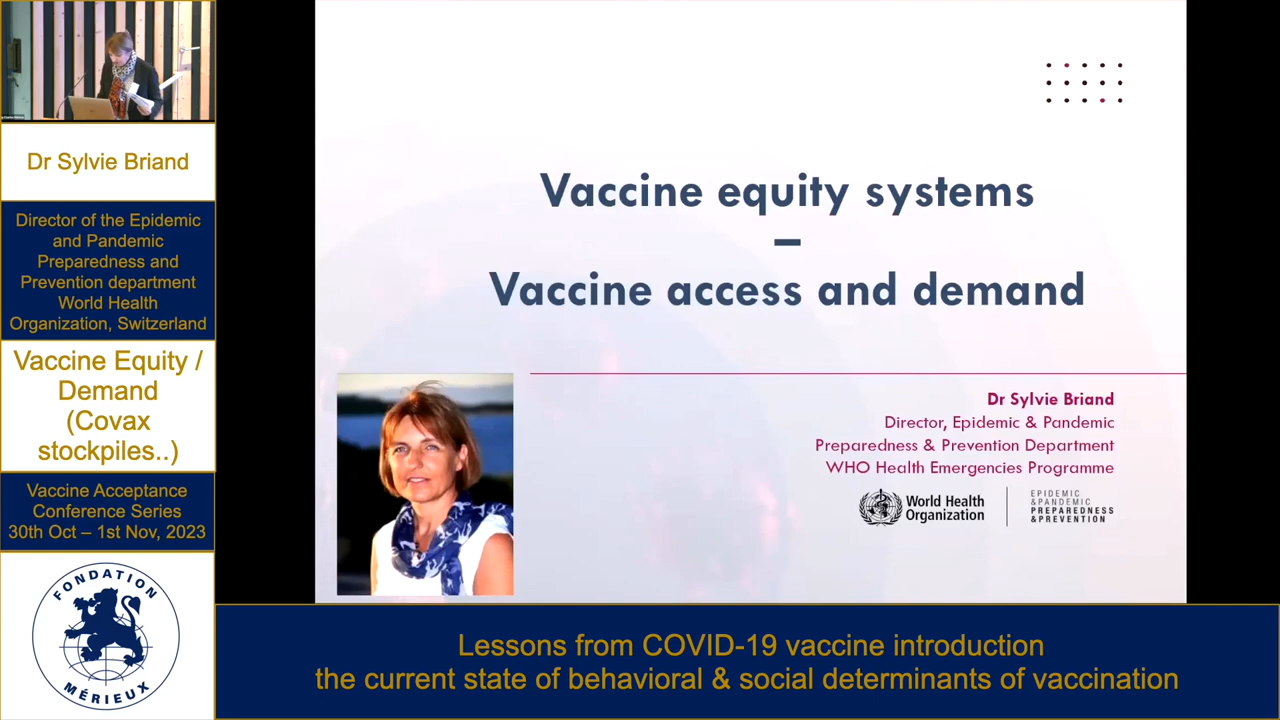 Dr Sylvie Briand
Director of the Epidemic
and Pandemic
Preparedness and
Prevention department
World Health
Organization, Switzerland
Vaccine Equity /
Demand
(Covax
stockpiles..)
Vaccine Acceptance
Conference Series
30th Oct – 1st Nov, 2023
FONDATION
MÉRIEUX
Vaccine equity systems
–
Vaccine access and demand
Dr Sylvie Briand
Director, Epidemic & Pandemic
Preparedness & Prevention Department
WHO Health Emergencies Programme
World Health
Organization
EPIDEMIC
&PANDEMIC
PREPAREDNESS
&PREVENTION
Lessons from COVID-19 vaccine introduction
the current state of behavioral & social determinants of vaccination